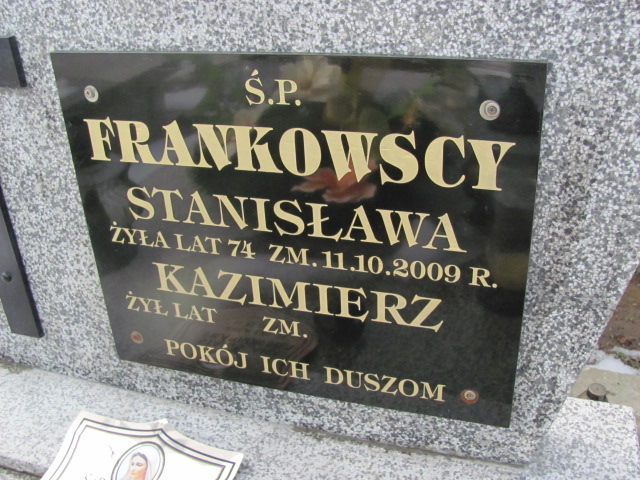 Ś.P.
FRANKOWSCY
STANISŁAWA
ŻYŁA LAT 74 ZM. 11.10.2009 R.
KAZIMIERZ
ŻYŁ LAT ZM.
POKÓJ ICH DUSZOM